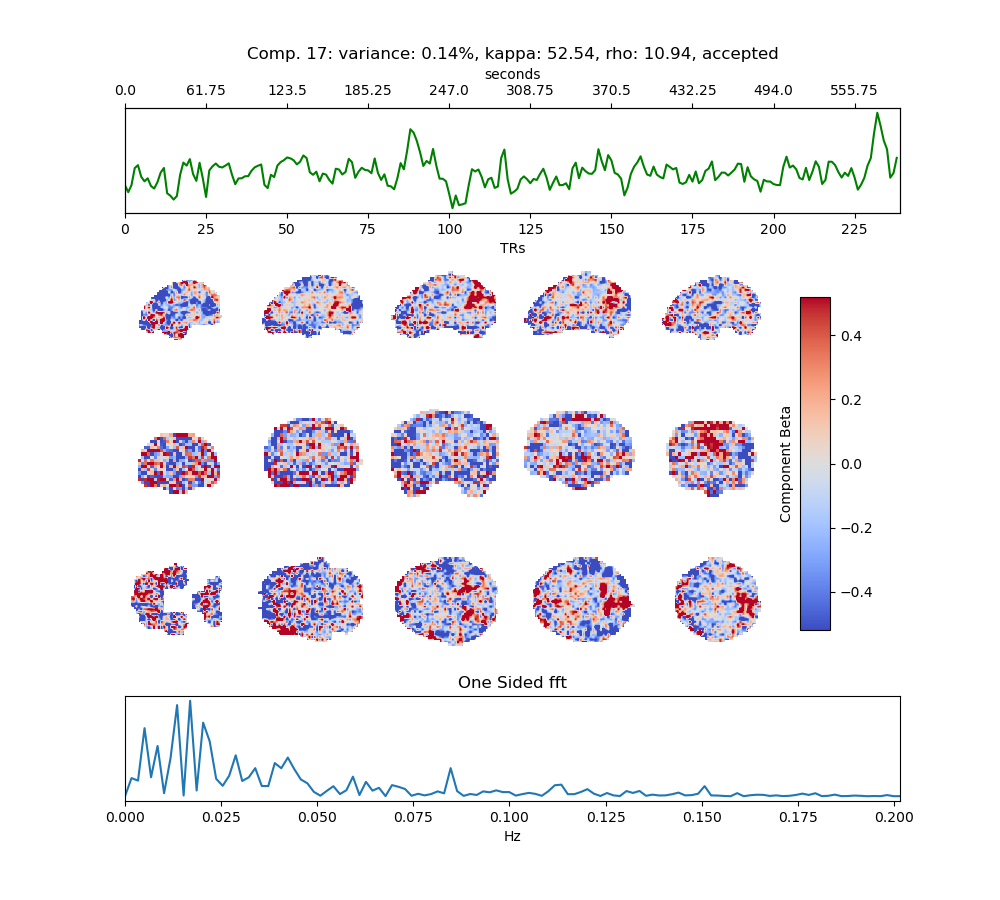 Comp. 17: variance: 0.14%, kappa: 52.54, rho: 10.94, accepted
seconds
0.0 61.75 123.5 185.25 247.0 308.75 370.5 432.25 494.0 555.75
0 25 50 75 100 125 150 175 200 225
TRs
0.4
0.2
0.0
−0.2
−0.4
Component Beta
One Sided fft
0.000 0.025 0.050 0.075 0.100 0.125 0.150 0.175 0.200
Hz